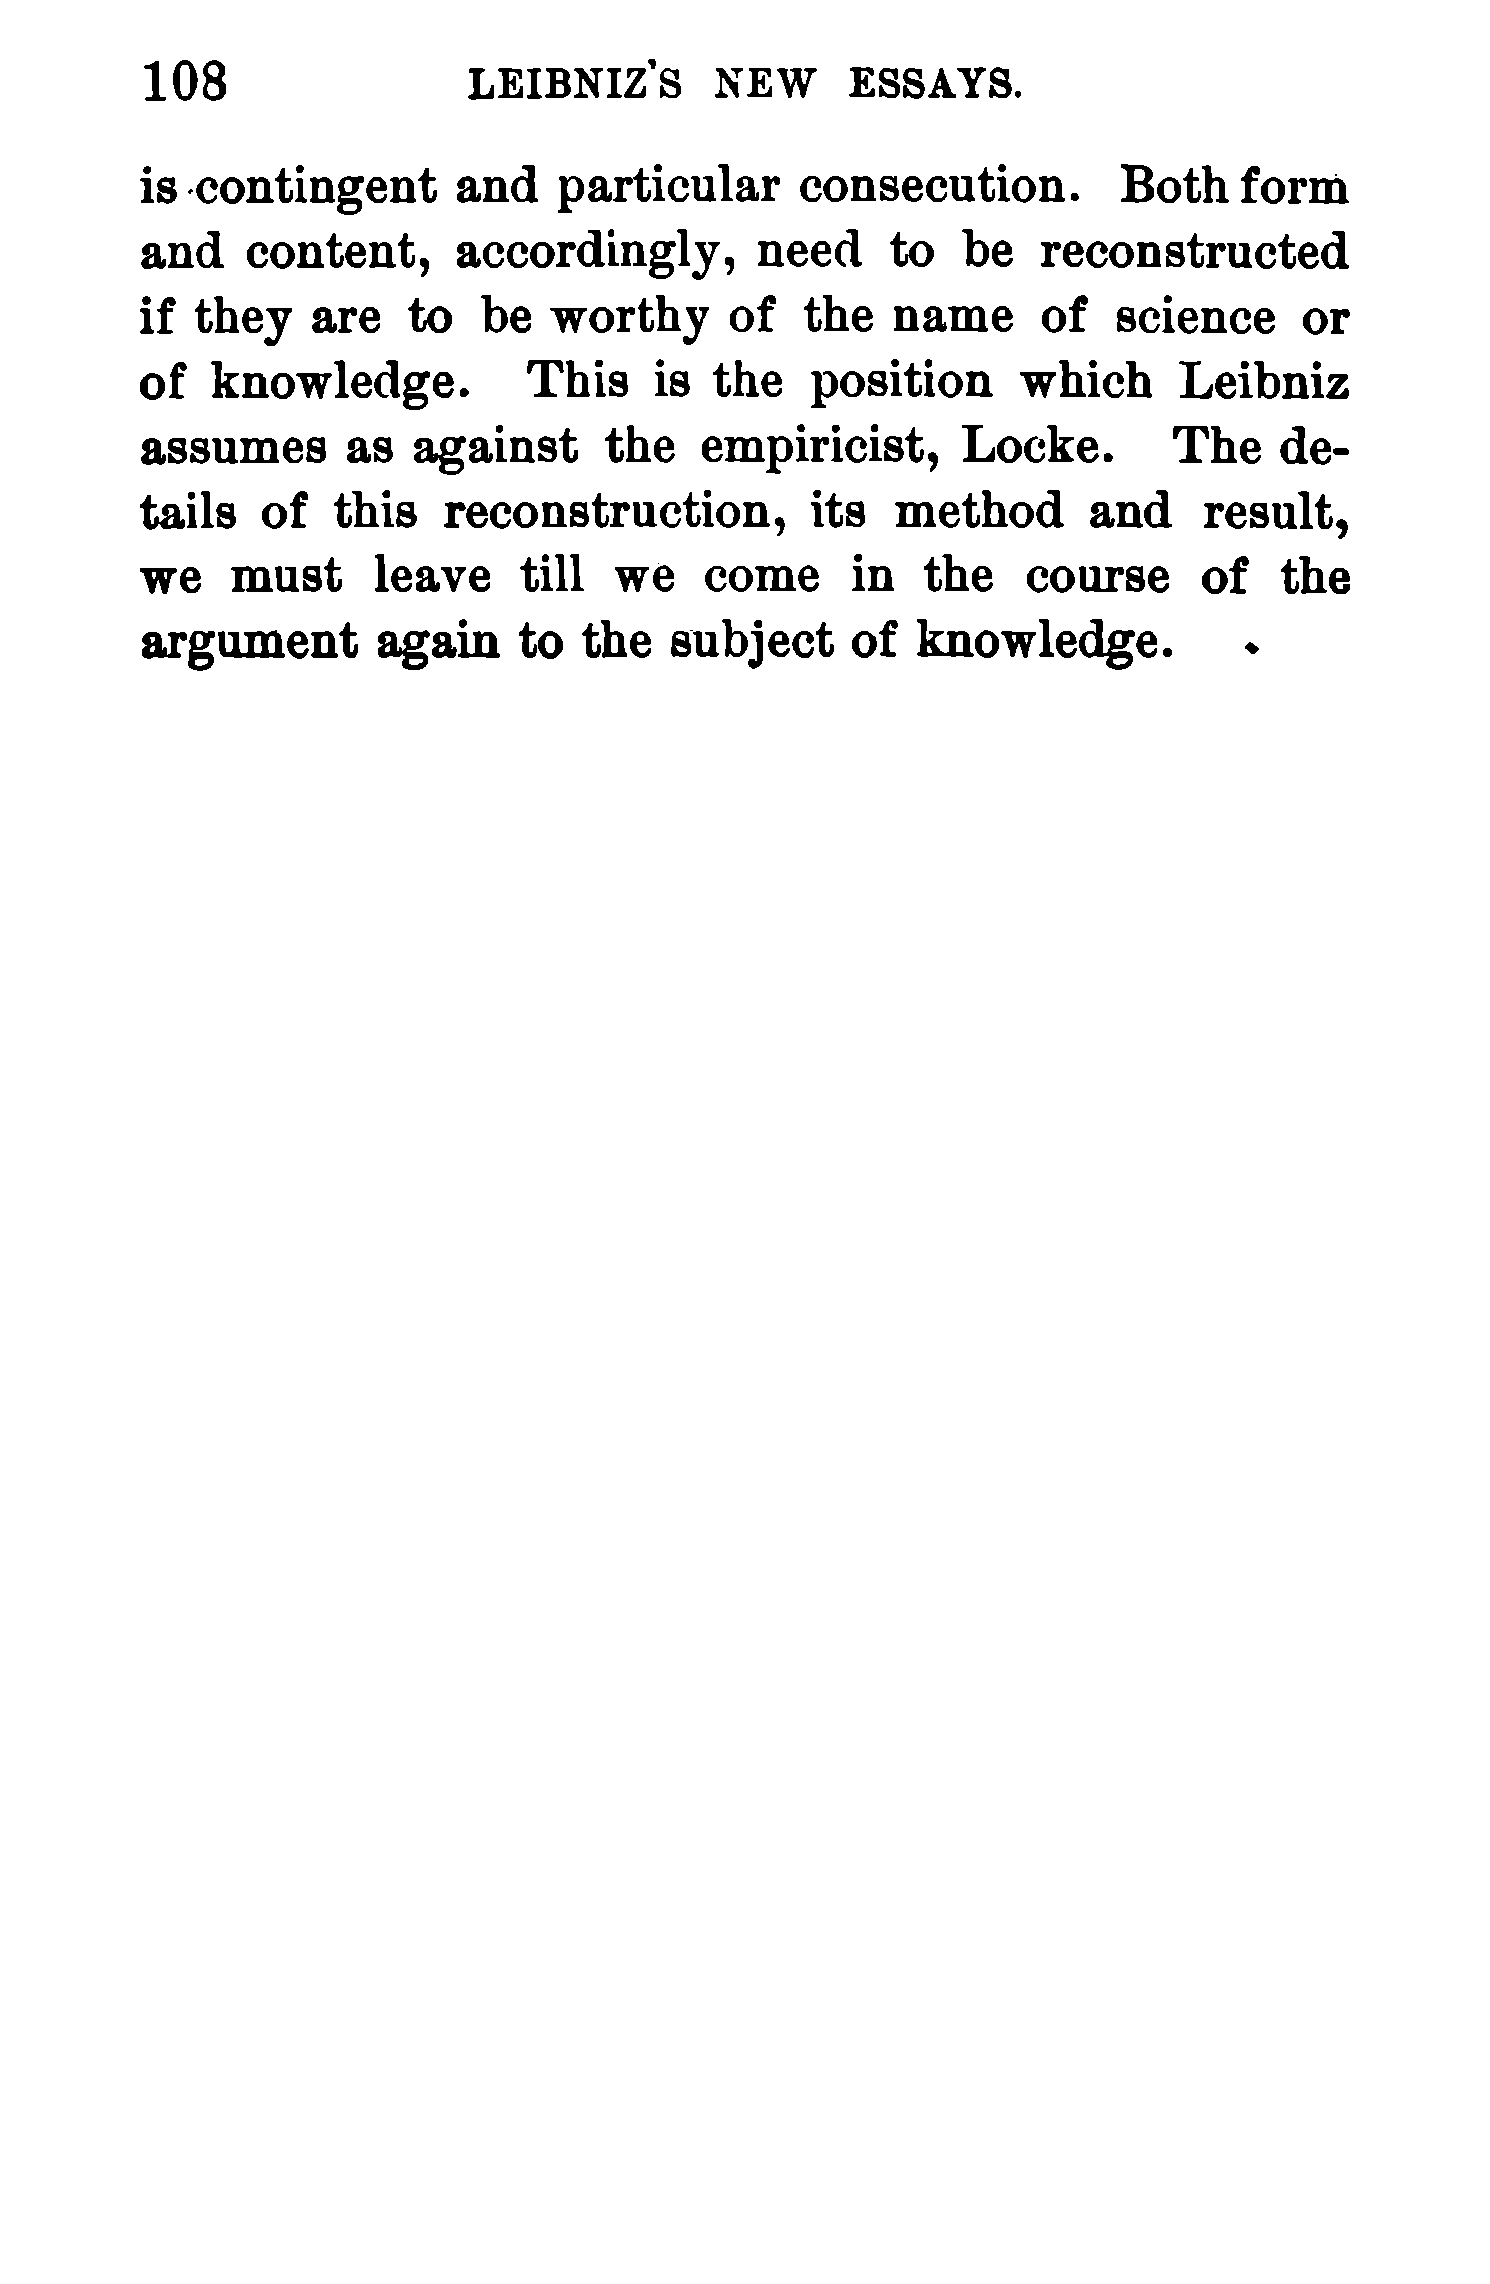 108 LEIBNIZ'S NEW ESSAYS.
is contingent and particular consecution. Both form
and content, accordingly, need to be reconstructed
if they are to be worthy of the name of science or
of knowledge. This is the position which Leibniz
assumes as against the empiricist, Locke. The de-
tails of this reconstruction, its method and result,
we must leave till we come in the course of the
argument again to the subject of knowledge.